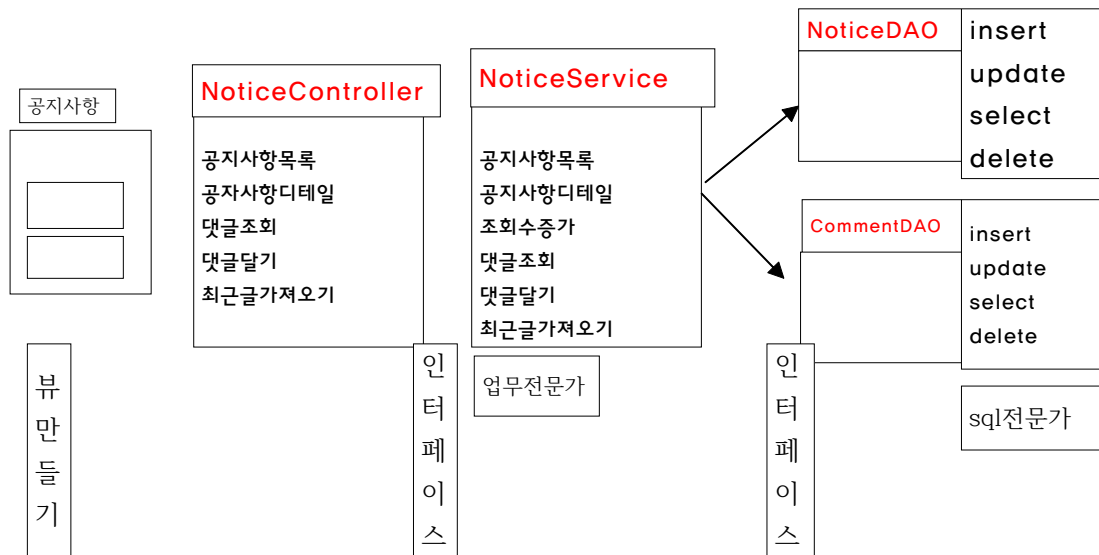 공지사항
뷰
만
들
기
NoticeController
공지사항목록
공자사항디테일
댓글조회
댓글달기
최근글가져오기
인
터
페
이
스
NoticeService
공지사항목록
공지사항디테일
조회수증가
댓글조회
댓글달기
최근글가져오기
업무전문가
인
터
페
이
스
NoticeDAO
insert
update
select
delete
CommentDAO
insert
update
select
delete
sql전문가